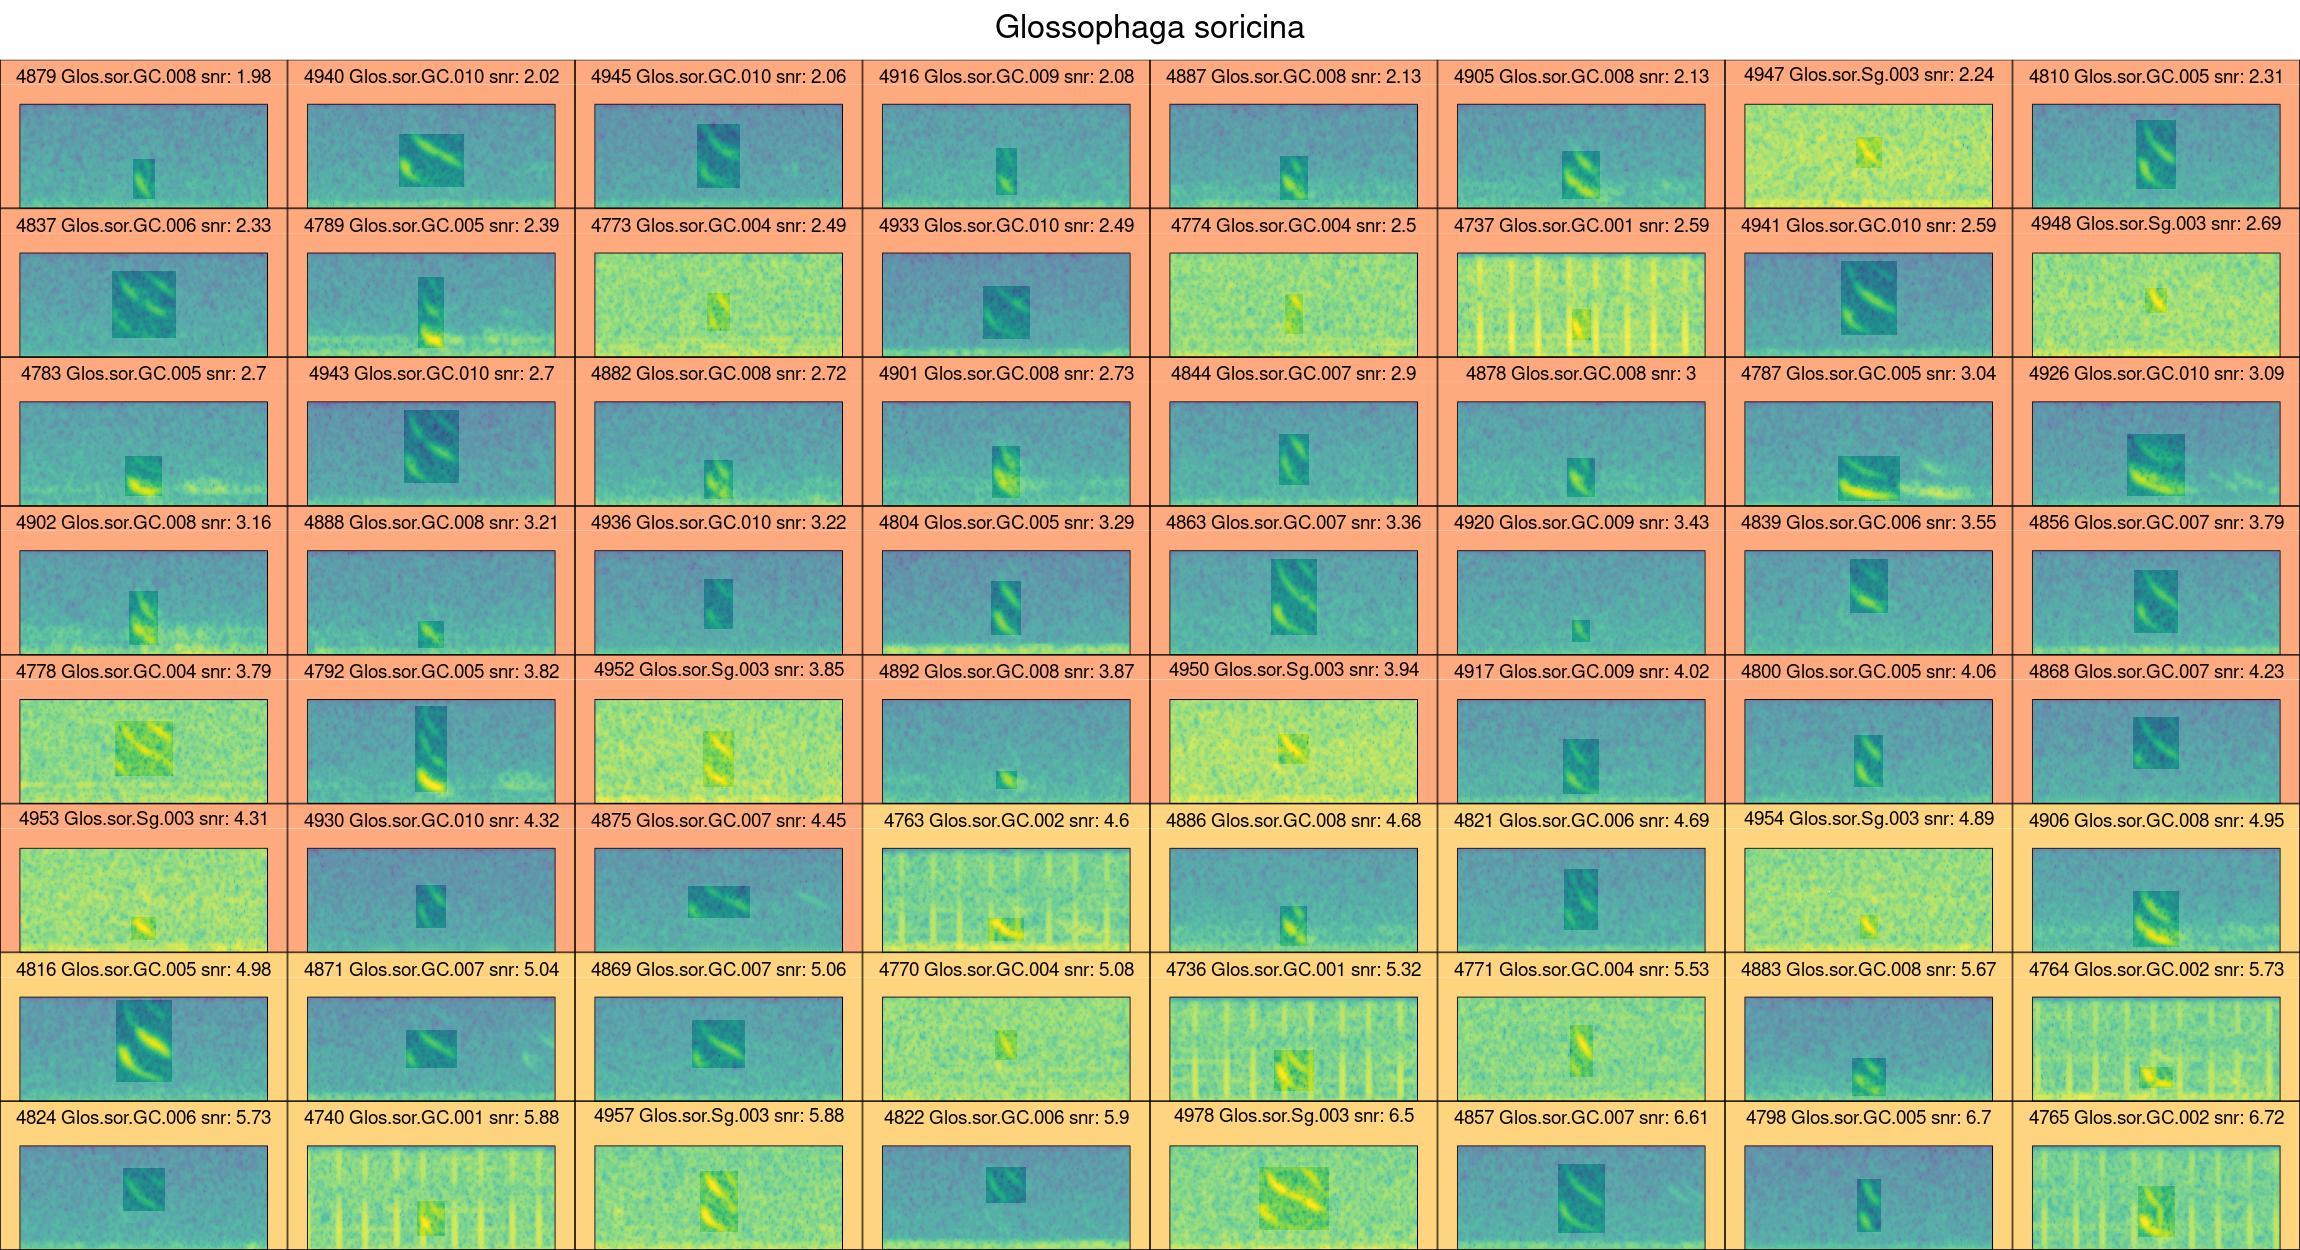 Glossophaga soricina
4879 Glos.sor.GC.008 snr: 1.98
4940 Glos.sor.GC.010 snr: 2.02
4945 Glos.sor.GC.010 snr: 2.06
4916 Glos.sor.GC.009 snr: 2.08
4887 Glos.sor.GC.008 snr: 2.13
4905 Glos.sor.GC.008 snr: 2.13
4947 Glos.sor.Sg.003 snr: 2.24
4810 Glos.sor.GC.005 snr: 2.31
4837 Glos.sor.GC.006 snr: 2.33
4789 Glos.sor.GC.005 snr: 2.39
4773 Glos.sor.GC.004 snr: 2.49
4933 Glos.sor.GC.010 snr: 2.49
4774 Glos.sor.GC.004 snr: 2.5
4737 Glos.sor.GC.001 snr: 2.59
4941 Glos.sor.GC.010 snr: 2.59
4948 Glos.sor.Sg.003 snr: 2.69
4783 Glos.sor.GC.005 snr: 2.7
4943 Glos.sor.GC.010 snr: 2.7
4882 Glos.sor.GC.008 snr: 2.72
4901 Glos.sor.GC.008 snr: 2.73
4844 Glos.sor.GC.007 snr: 2.9
4878 Glos.sor.GC.008 snr: 3
4787 Glos.sor.GC.005 snr: 3.04
4926 Glos.sor.GC.010 snr: 3.09
4902 Glos.sor.GC.008 snr: 3.16
4888 Glos.sor.GC.008 snr: 3.21
4936 Glos.sor.GC.010 snr: 3.22
4804 Glos.sor.GC.005 snr: 3.29
4863 Glos.sor.GC.007 snr: 3.36
4920 Glos.sor.GC.009 snr: 3.43
4839 Glos.sor.GC.006 snr: 3.55
4856 Glos.sor.GC.007 snr: 3.79
4778 Glos.sor.GC.004 snr: 3.79
4792 Glos.sor.GC.005 snr: 3.82
4952 Glos.sor.Sg.003 snr: 3.85
4892 Glos.sor.GC.008 snr: 3.87
4950 Glos.sor.Sg.003 snr: 3.94
4917 Glos.sor.GC.009 snr: 4.02
4800 Glos.sor.GC.005 snr: 4.06
4868 Glos.sor.GC.007 snr: 4.23
4953 Glos.sor.Sg.003 snr: 4.31
4930 Glos.sor.GC.010 snr: 4.32
4875 Glos.sor.GC.007 snr: 4.45
4763 Glos.sor.GC.002 snr: 4.6
4886 Glos.sor.GC.008 snr: 4.68
4821 Glos.sor.GC.006 snr: 4.69
4954 Glos.sor.Sg.003 snr: 4.89
4906 Glos.sor.GC.008 snr: 4.95
4816 Glos.sor.GC.005 snr: 4.98
4871 Glos.sor.GC.007 snr: 5.04
4869 Glos.sor.GC.007 snr: 5.06
4770 Glos.sor.GC.004 snr: 5.08
4736 Glos.sor.GC.001 snr: 5.32
4771 Glos.sor.GC.004 snr: 5.53
4883 Glos.sor.GC.008 snr: 5.67
4764 Glos.sor.GC.002 snr: 5.73
4824 Glos.sor.GC.006 snr: 5.73
4740 Glos.sor.GC.001 snr: 5.88
4957 Glos.sor.Sg.003 snr: 5.88
4822 Glos.sor.GC.006 snr: 5.9
4978 Glos.sor.Sg.003 snr: 6.5
4857 Glos.sor.GC.007 snr: 6.61
4798 Glos.sor.GC.005 snr: 6.7
4765 Glos.sor.GC.002 snr: 6.72